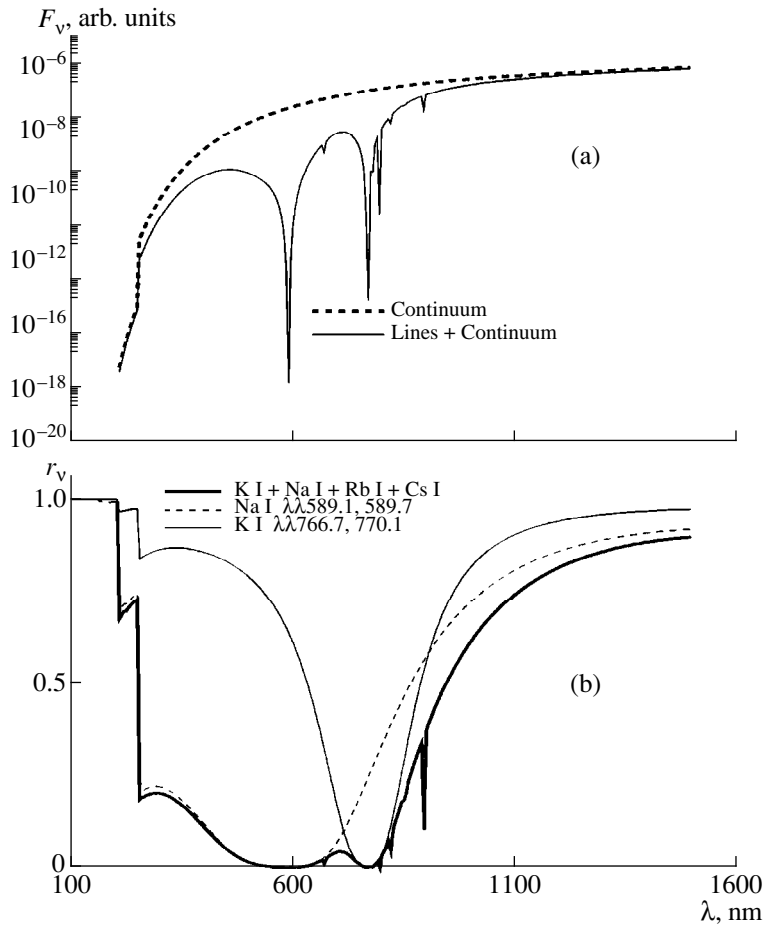 F_ν, arb. units
10^−6
10^−8
10^−10
10^−12
10^−14
10^−16
10^−18
10^−20
(a)
Continuum
Lines + Continuum
r_ν
1.0
0.5
0
K I + Na I + Rb I + Cs I
Na I λλ589.1, 589.7
K I λλ766.7, 770.1
(b)
100
600
1100
1600
λ, nm